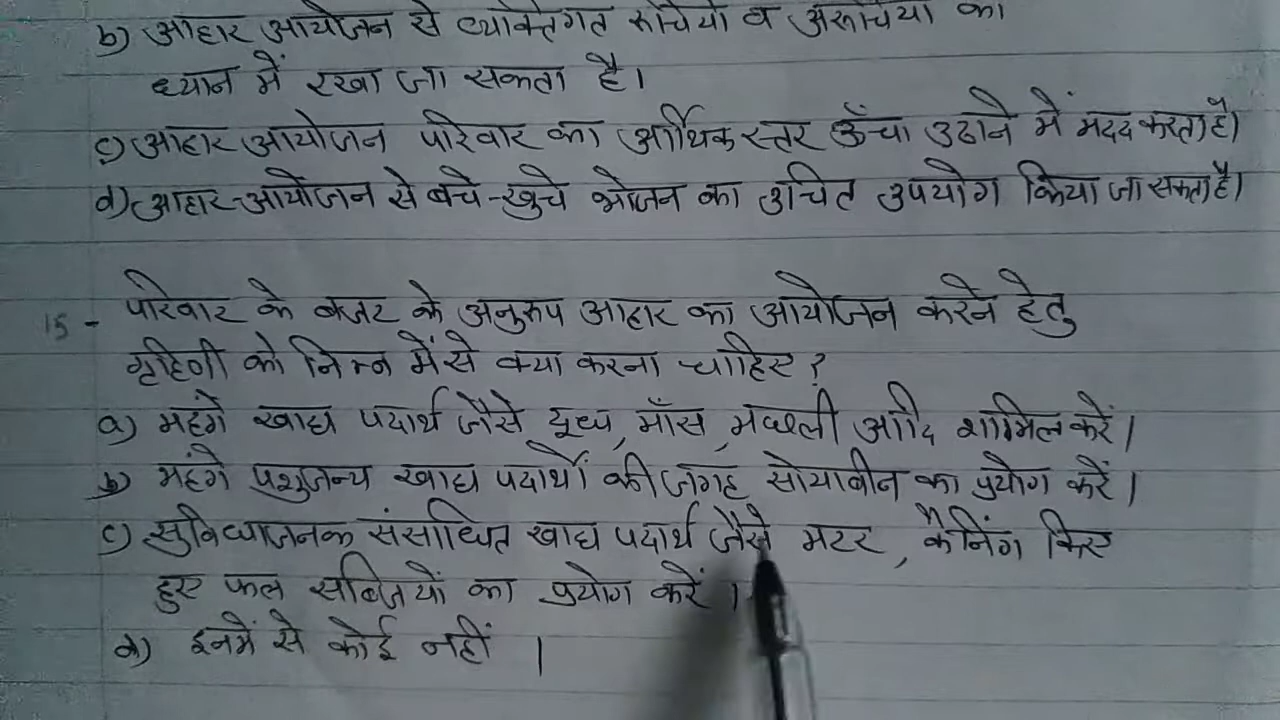 b) आहार आयोजन से व्यक्तिगत रुचियों व अरुचियों का
ध्यान में रखा जा सकता है।
c) आहार आयोजन परिवार का आर्थिक स्तर ऊँचा उठाने में मदद करता है।
d) आहार-आयोजन से बचे-खुचे भोजन का उचित उपयोग किया जा सकता है।
15 - परिवार के बजट के अनुरूप आहार का आयोजन करने हेतु
गृहिणी को निम्न में से क्या करना चाहिए?
a) महंगे खाद्य पदार्थ जैसे दूध, माँस, मछली आदि शामिल करें।
b) महंगे पशुजन्य खाद्य पदार्थों की जगह सोयाबीन का प्रयोग करें।
c) सुविधाजनक संसाधित खाद्य पदार्थ जैसे मटर, कैनिंग किए
हुए फल सब्जियों का प्रयोग करें।
d) इनमें से कोई नहीं।